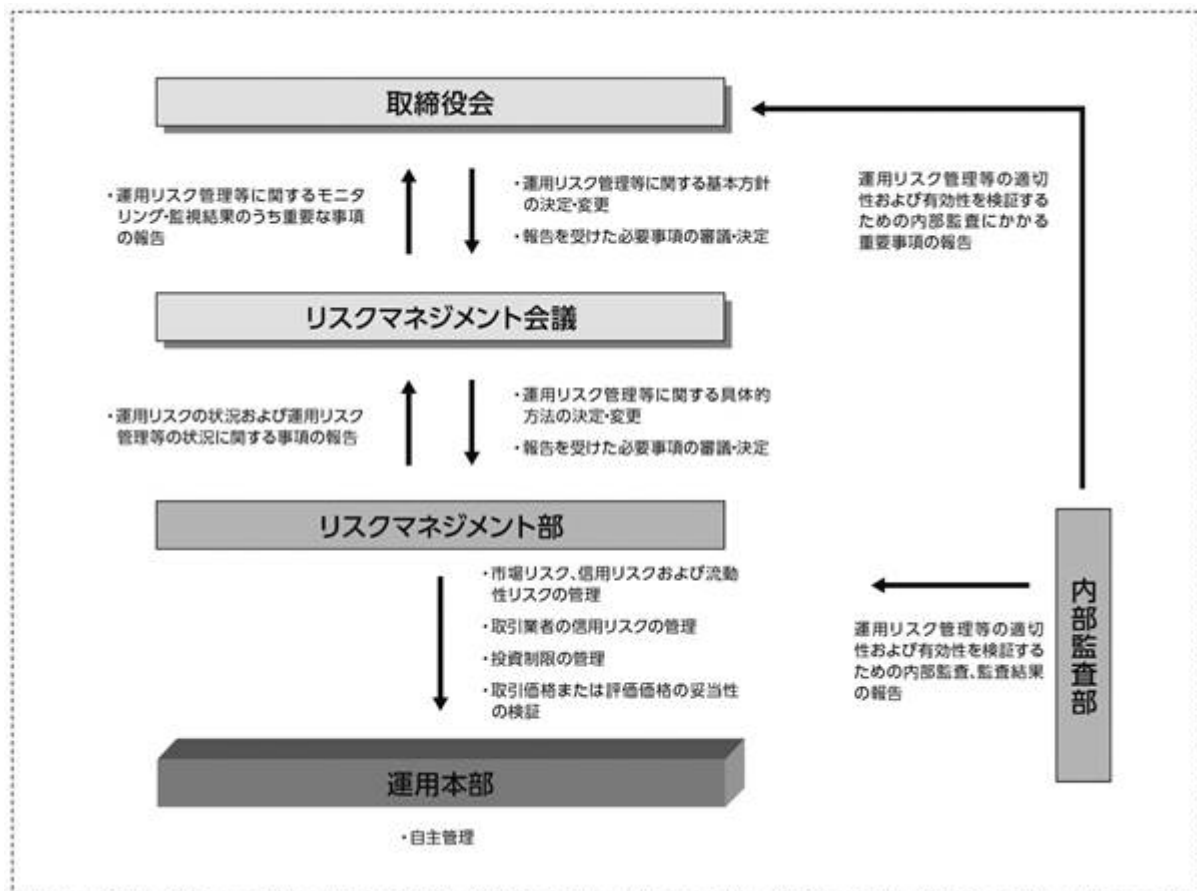 取締役会
・運用リスク管理等に関するモニタ
リング・監視結果のうち重要な事項
の報告
・運用リスク管理等に関する基本方針
の決定・変更
・報告を受けた必要事項の審議・決定
運用リスク管理等の適切
性および有効性を検証する
ための内部監査にかかる
重要事項の報告
リスクマネジメント会議
・運用リスクの状況および運用リスク
管理等の状況に関する事項の報告
・運用リスク管理等に関する具体的
方法の決定・変更
・報告を受けた必要事項の審議・決定
リスクマネジメント部
・市場リスク、信用リスクおよび流動
性リスクの管理
・取引業者の信用リスクの管理
・投資制限の管理
・取引価格または評価価格の妥当性
の検証
運用リスク管理等の適切
性および有効性を検証する
ための内部監査、監査結果
の報告
内部監査部
運用本部
・自主管理